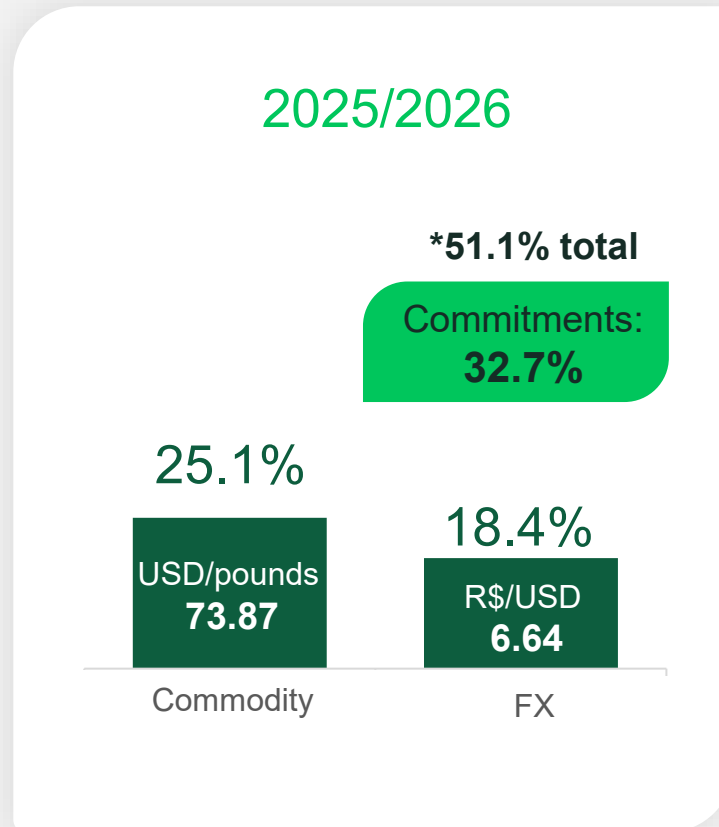 2025/2026
*51.1% total
Commitments:
32.7%
25.1%
18.4%
USD/pounds
73.87
R$/USD
6.64
Commodity
FX